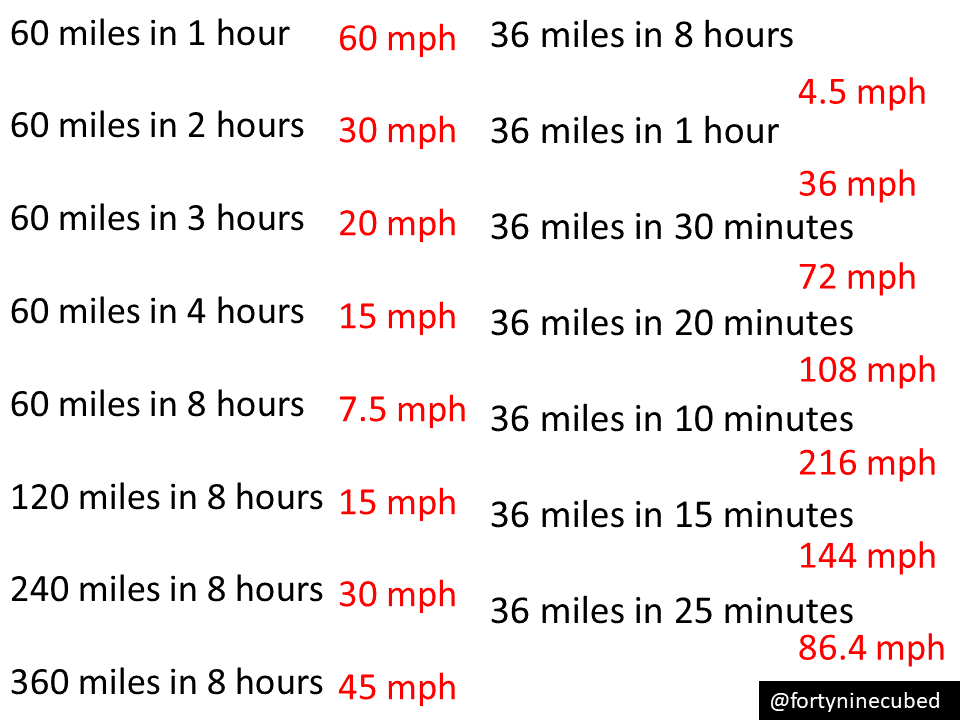 60 miles in 1 hour 60 mph
60 miles in 2 hours 30 mph
60 miles in 3 hours 20 mph
60 miles in 4 hours 15 mph
60 miles in 8 hours 7.5 mph
120 miles in 8 hours 15 mph
240 miles in 8 hours 30 mph
360 miles in 8 hours 45 mph
36 miles in 8 hours
4.5 mph
36 miles in 1 hour
36 mph
36 miles in 30 minutes
72 mph
36 miles in 20 minutes
108 mph
36 miles in 10 minutes
216 mph
36 miles in 15 minutes
144 mph
36 miles in 25 minutes
86.4 mph
@fortyninecubed